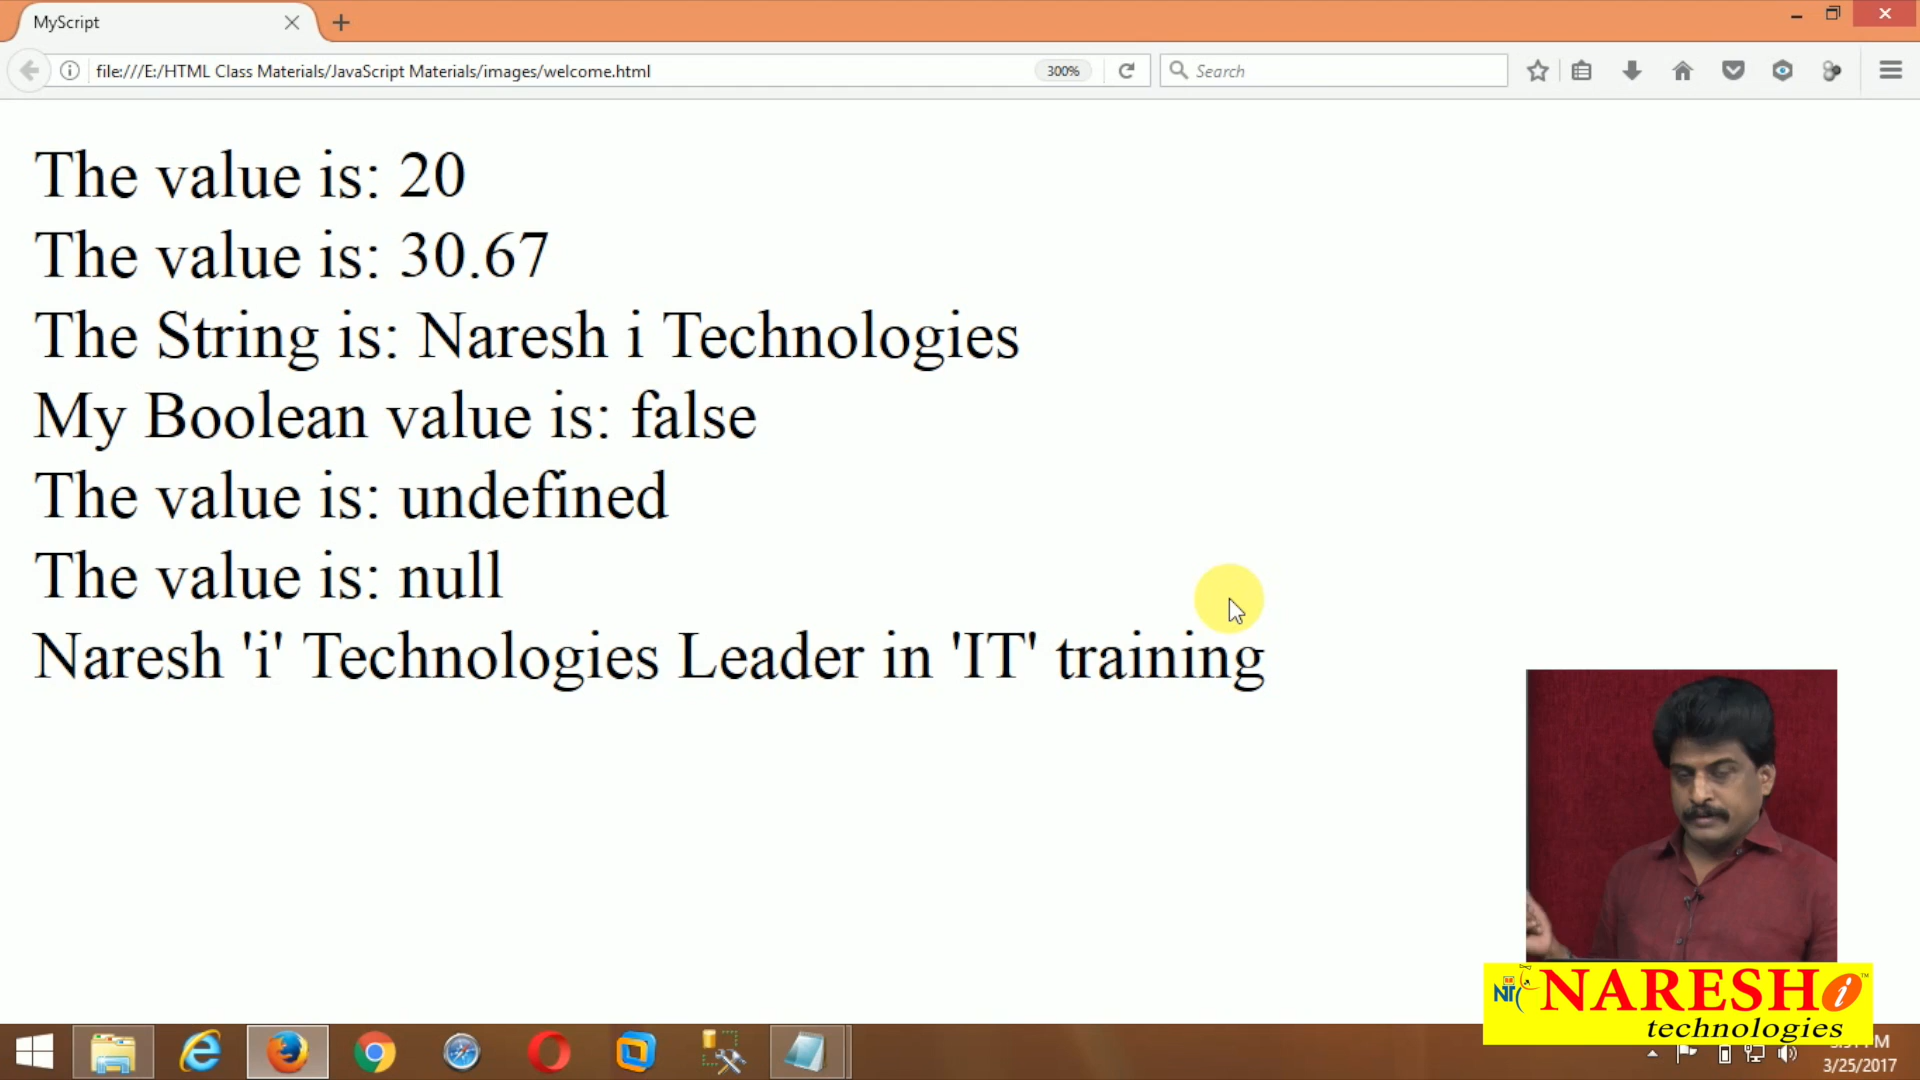 MyScript
file:///E:/HTML Class Materials/JavaScript Materials/images/welcome.html
300%
Search
The value is: 20
The value is: 30.67
The String is: Naresh i Technologies
My Boolean value is: false
The value is: undefined
The value is: null
Naresh 'i' Technologies Leader in 'IT' training
NARESH i
technologies
3/25/2017